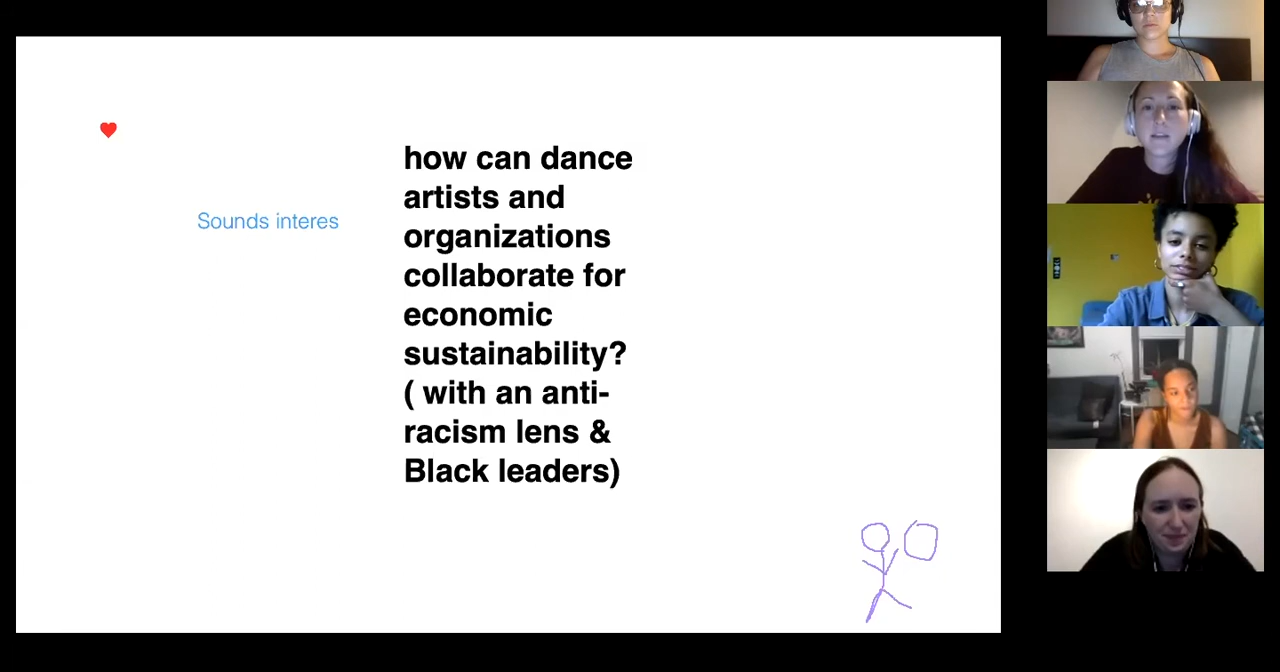 Sounds interes
how can dance
artists and
organizations
collaborate for
economic
sustainability?
( with an anti-
racism lens &
Black leaders)